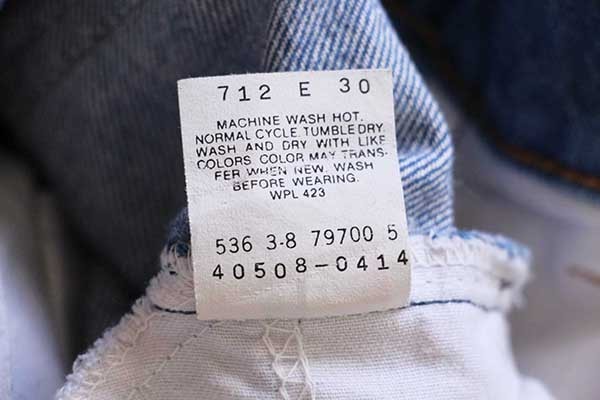 712 E 30
MACHINE WASH HOT.
NORMAL CYCLE. TUMBLE DRY.
WASH AND DRY WITH LIKE
COLORS. COLOR MAY TRANS-
FER WHEN NEW. WASH
BEFORE WEARING.
WPL 423
536 3-8 79700 5
40508-0414